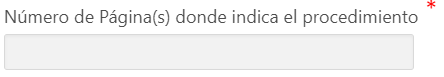 Número de Página(s) donde indica el procedimiento *